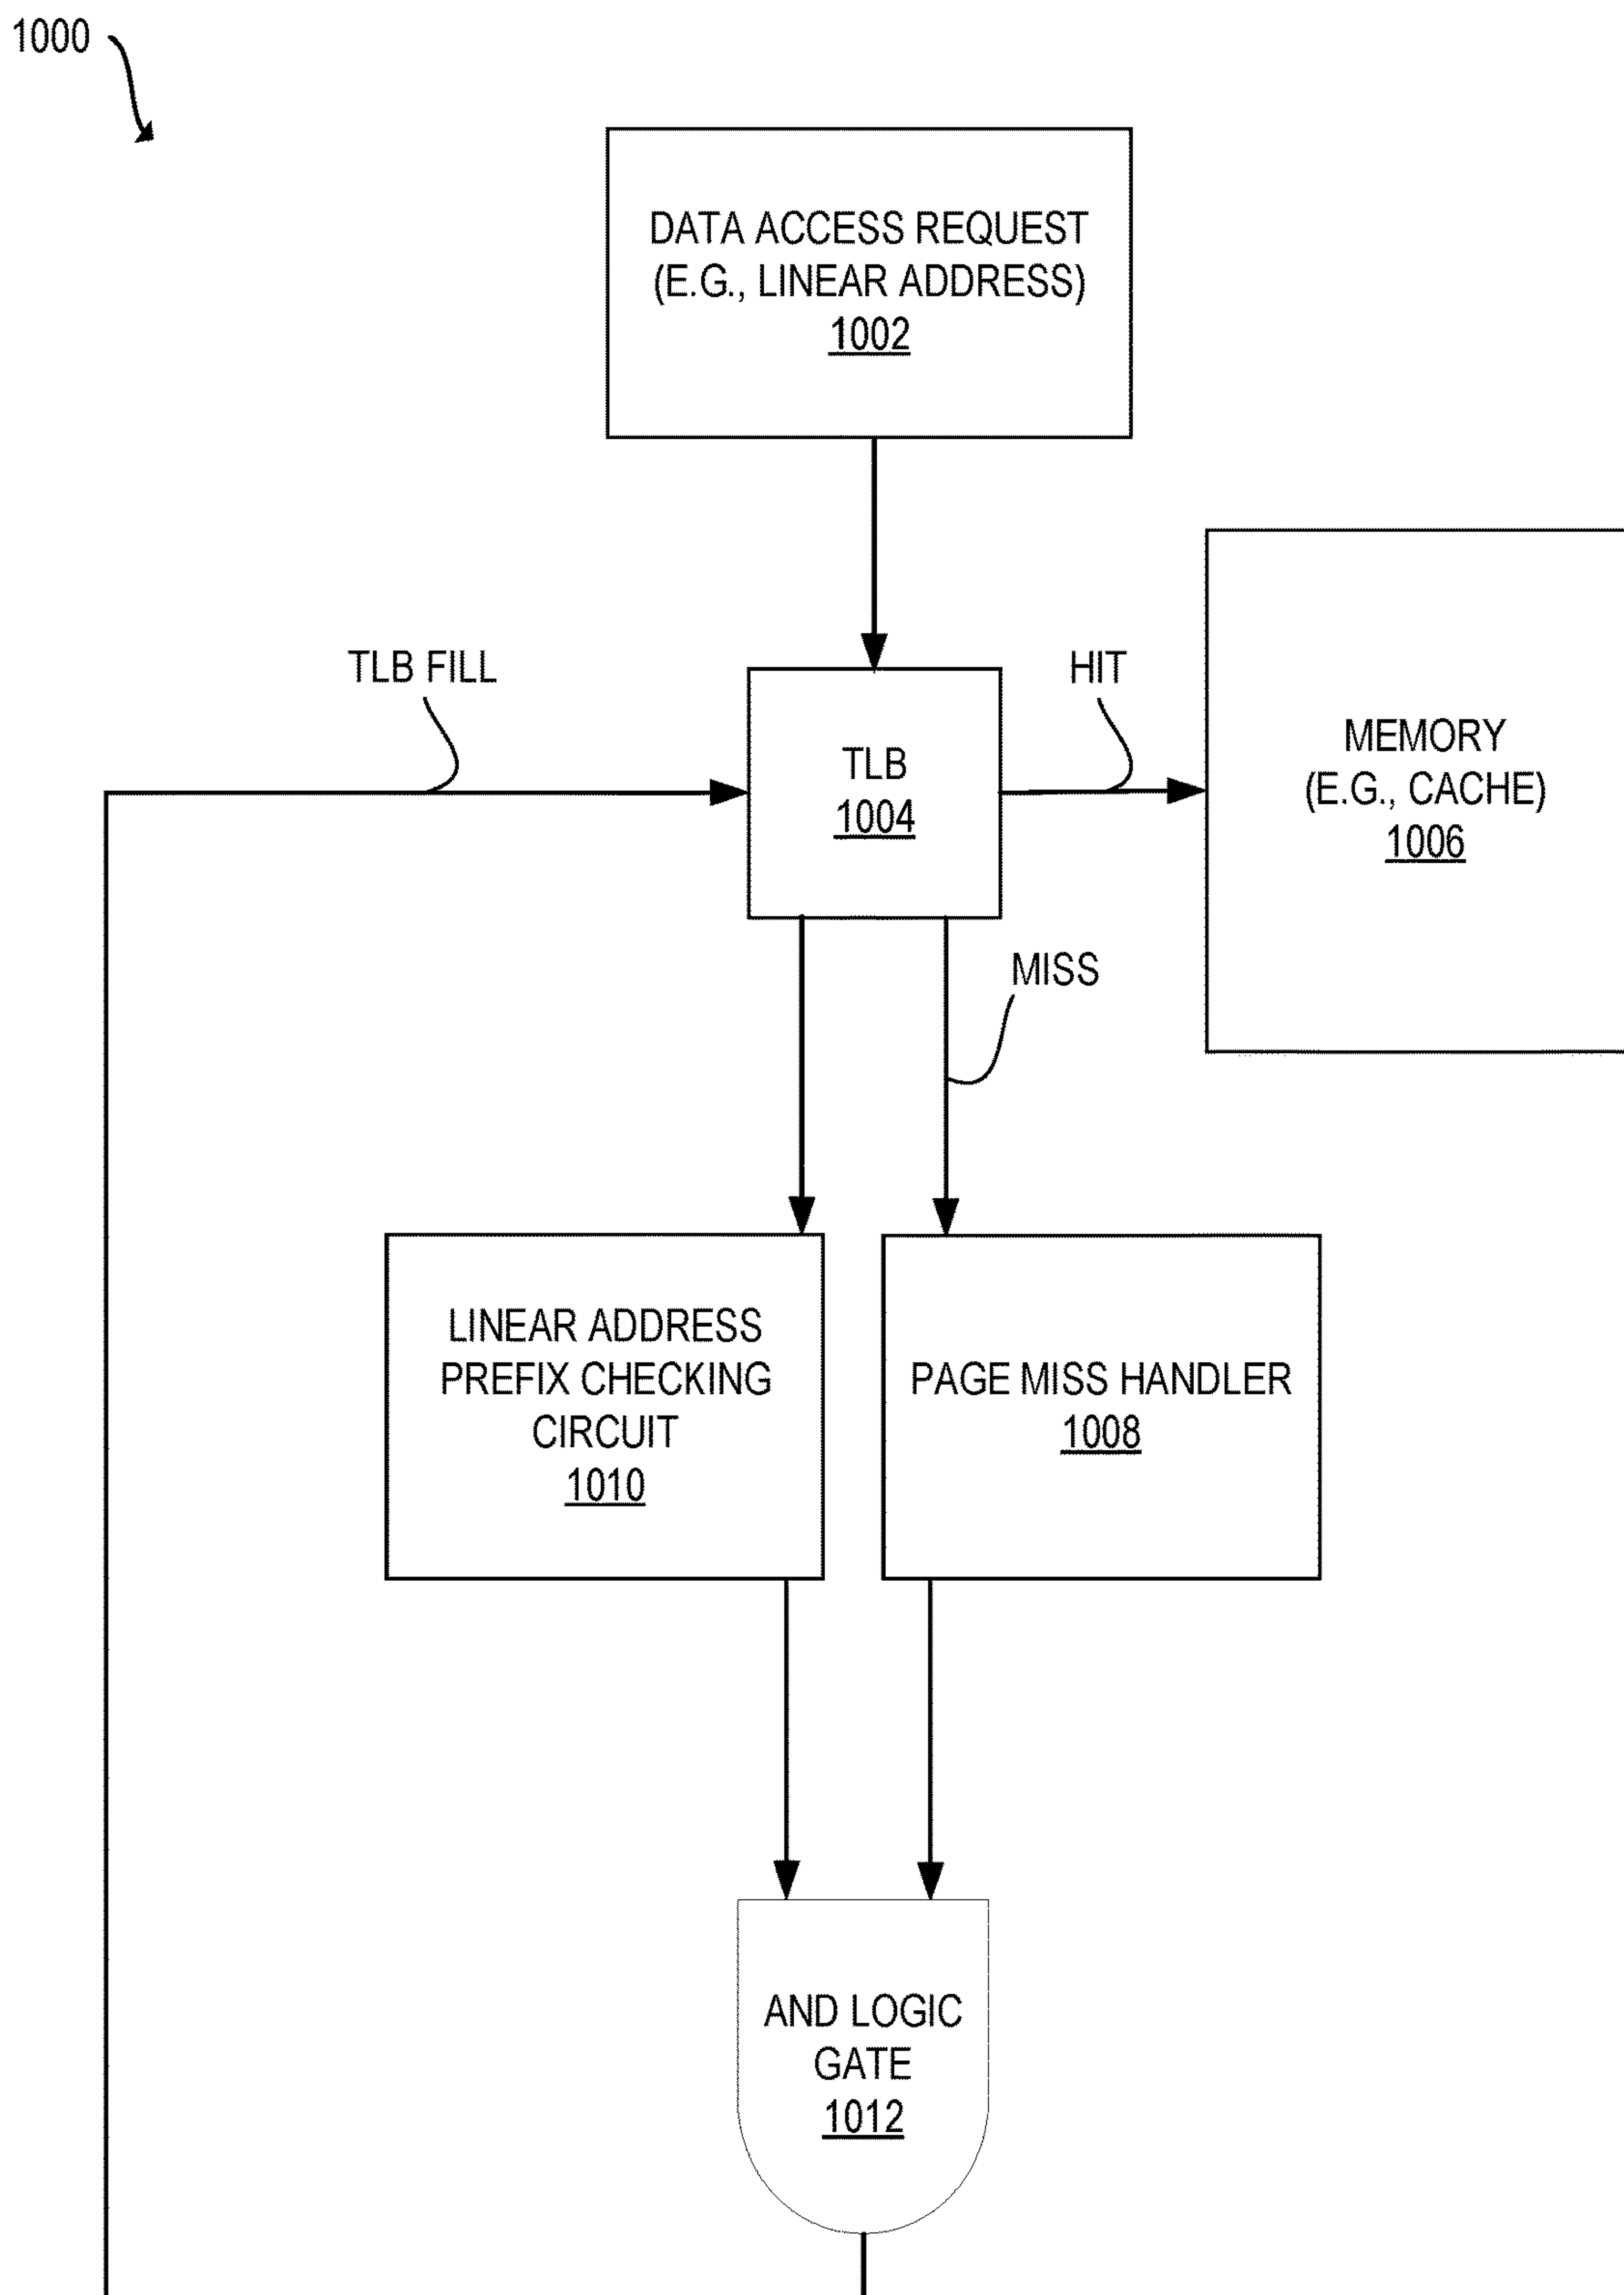 1000
DATA ACCESS REQUEST
(E.G., LINEAR ADDRESS)
1002
TLB FILL
HIT
TLB
1004
MEMORY
(E.G., CACHE)
1006
MISS
LINEAR ADDRESS
PREFIX CHECKING
CIRCUIT
1010
PAGE MISS HANDLER
1008
AND LOGIC
GATE
1012